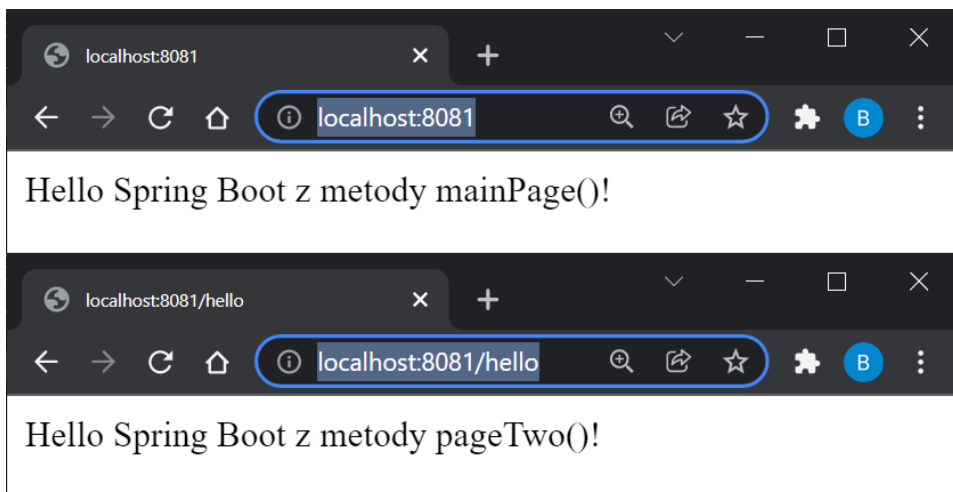 localhost:8081
localhost:8081
B
Hello Spring Boot z metody mainPage()!
localhost:8081/hello
localhost:8081/hello
B
Hello Spring Boot z metody pageTwo()!